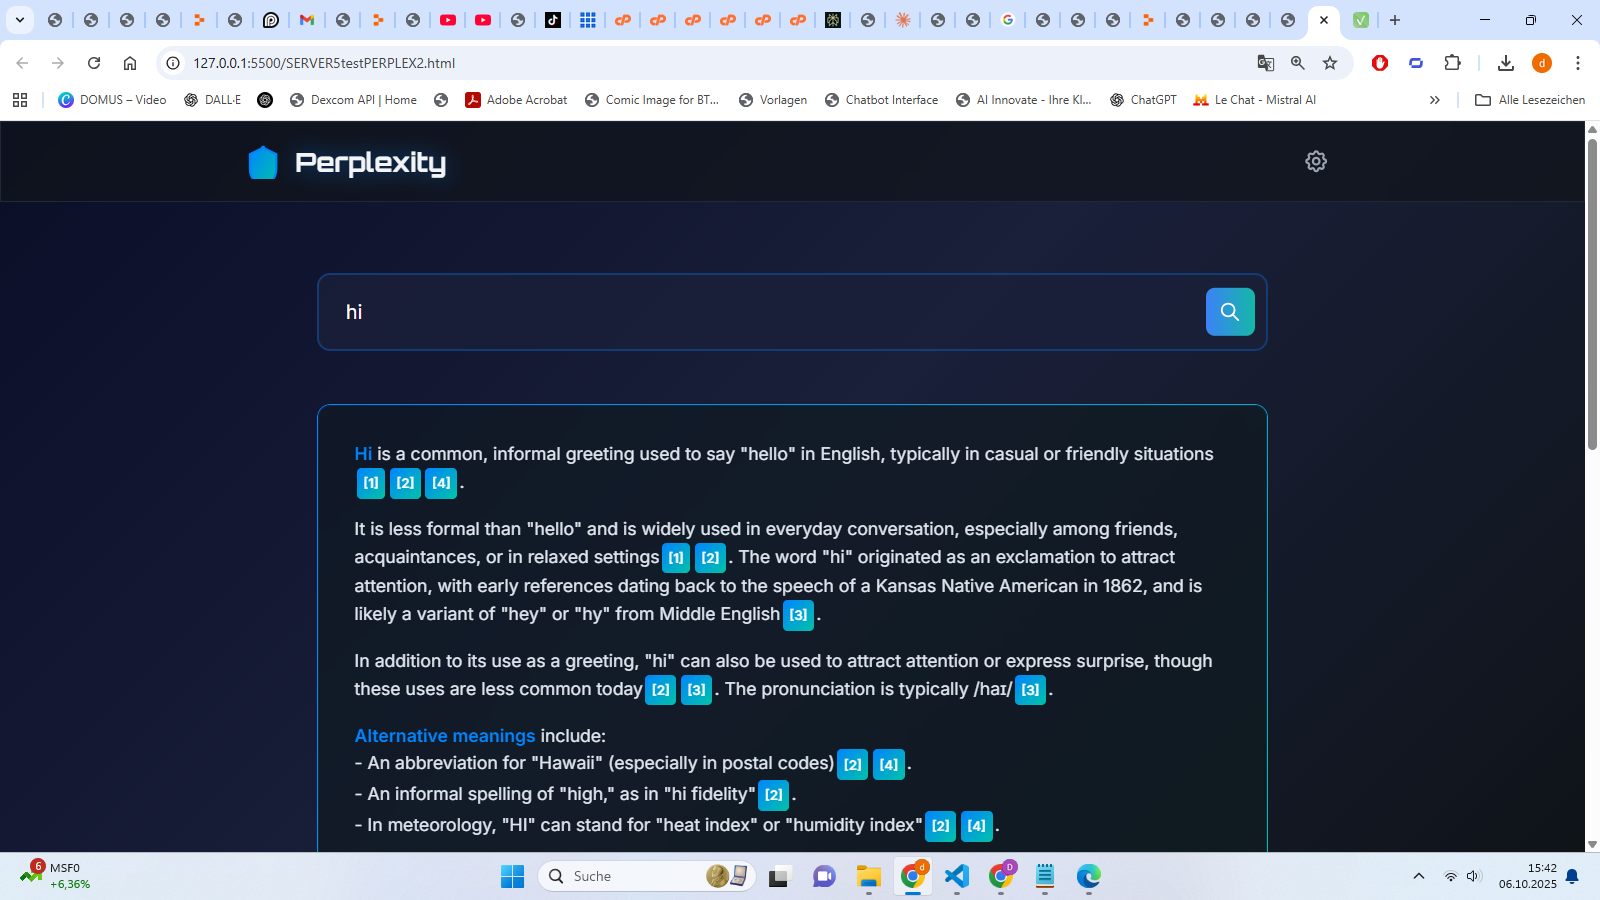 127.0.0.1:5500/SERVER5testPERPLEX2.html
d
DOMUS – Video
DALL·E
Dexcom API | Home
Adobe Acrobat
Comic Image for BT...
Vorlagen
Chatbot Interface
AI Innovate - Ihre KI...
ChatGPT
Le Chat - Mistral AI
Alle Lesezeichen
Perplexity
hi
Hi is a common, informal greeting used to say "hello" in English, typically in casual or friendly situations
[1] [2] [4] .
It is less formal than "hello" and is widely used in everyday conversation, especially among friends,
acquaintances, or in relaxed settings [1] [2] . The word "hi" originated as an exclamation to attract
attention, with early references dating back to the speech of a Kansas Native American in 1862, and is
likely a variant of "hey" or "hy" from Middle English [3] .
In addition to its use as a greeting, "hi" can also be used to attract attention or express surprise, though
these uses are less common today [2] [3] . The pronunciation is typically /haɪ/ [3] .
Alternative meanings include:
- An abbreviation for "Hawaii" (especially in postal codes) [2] [4] .
- An informal spelling of "high," as in "hi fidelity" [2] .
- In meteorology, "HI" can stand for "heat index" or "humidity index" [2] [4] .
6
MSF0
+6,36%
Suche
d
D
15:42
06.10.2025